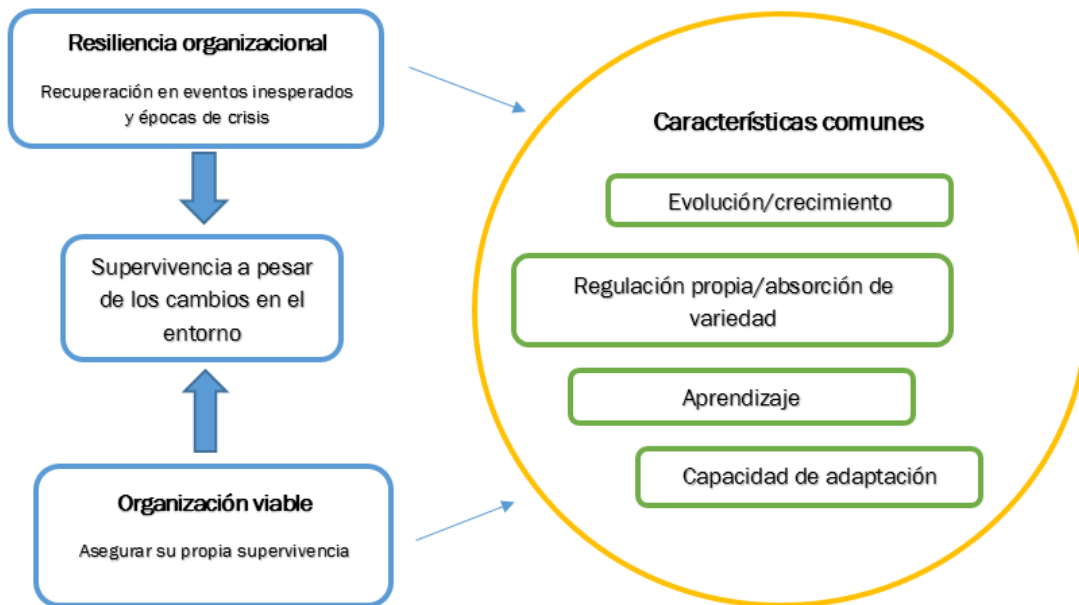 Resiliencia organizacional
Recuperación en eventos inesperados
y épocas de crisis
Supervivencia a pesar
de los cambios en el
entorno
Organización viable
Asegurar su propia supervivencia
Características comunes
Evolución/crecimiento
Regulación propia/absorción de
variedad
Aprendizaje
Capacidad de adaptación